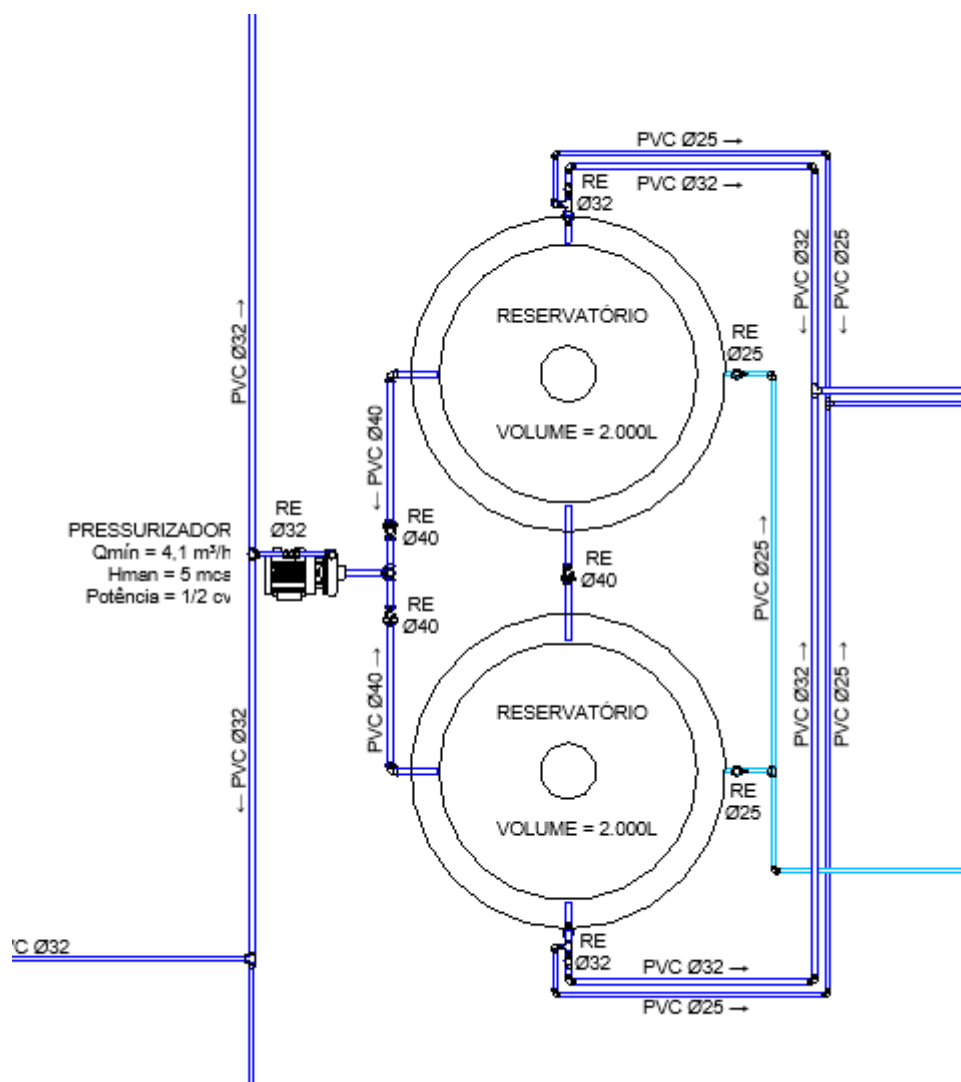 PVC Ø25 →
PVC Ø32 →
RE
Ø32
← PVC Ø32
← PVC Ø25
PVC Ø32 →
RESERVATÓRIO
RE
Ø25
VOLUME = 2.000L
← PVC Ø40
RE
Ø32
RE
Ø40
PRESSURIZADOR
Qmín = 4,1 m³/h
Hman = 5 mca
Potência = 1/2 cv
RE
Ø40
PVC Ø25 →
RE
Ø40
PVC Ø40 →
PVC Ø32 →
PVC Ø25 →
← PVC Ø32
RESERVATÓRIO
RE
Ø25
VOLUME = 2.000L
VC Ø32
RE
Ø32
PVC Ø32 →
PVC Ø25 →